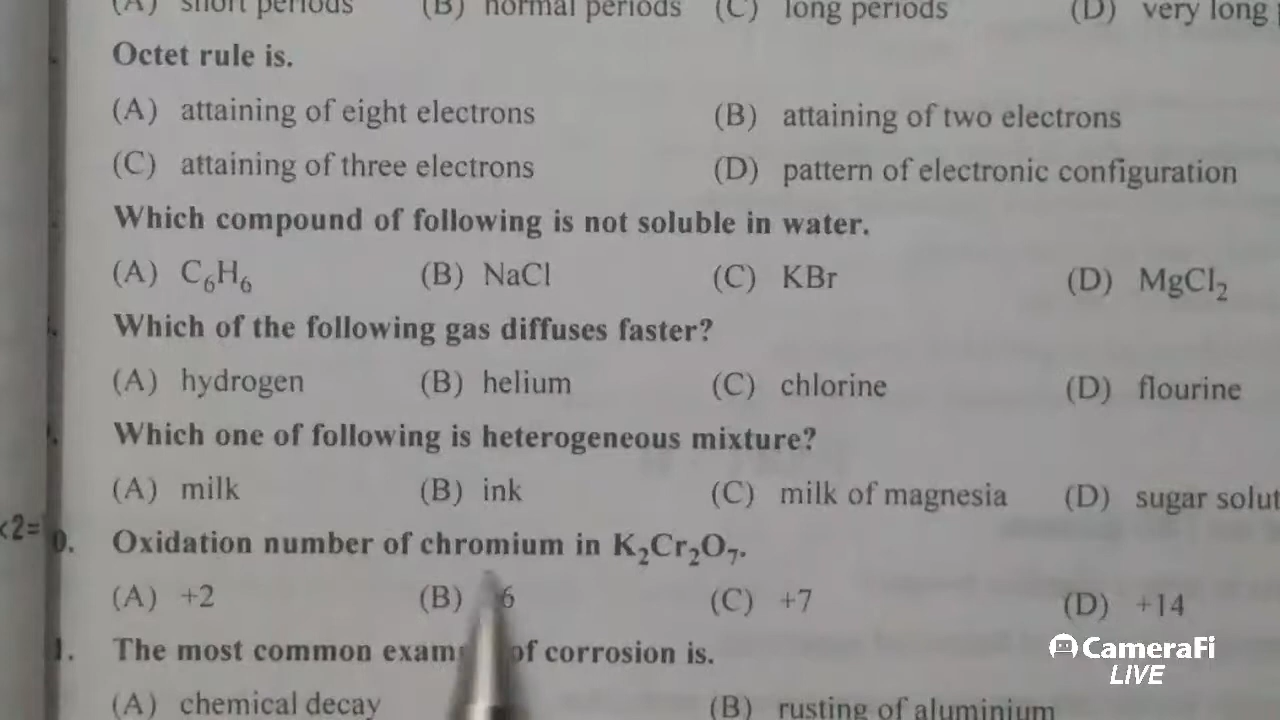 (A) short periods (B) normal periods (C) long periods (D) very long
Octet rule is.
(A) attaining of eight electrons (B) attaining of two electrons
(C) attaining of three electrons (D) pattern of electronic configuration
Which compound of following is not soluble in water.
(A) C₆H₆ (B) NaCl (C) KBr (D) MgCl₂
Which of the following gas diffuses faster?
(A) hydrogen (B) helium (C) chlorine (D) flourine
Which one of following is heterogeneous mixture?
(A) milk (B) ink (C) milk of magnesia (D) sugar solut
<2= 0. Oxidation number of chromium in K₂Cr₂O₇.
(A) +2 (B) 6 (C) +7 (D) +14
1. The most common exam of corrosion is.
(A) chemical decay (B) rusting of aluminium
CameraFi
LIVE